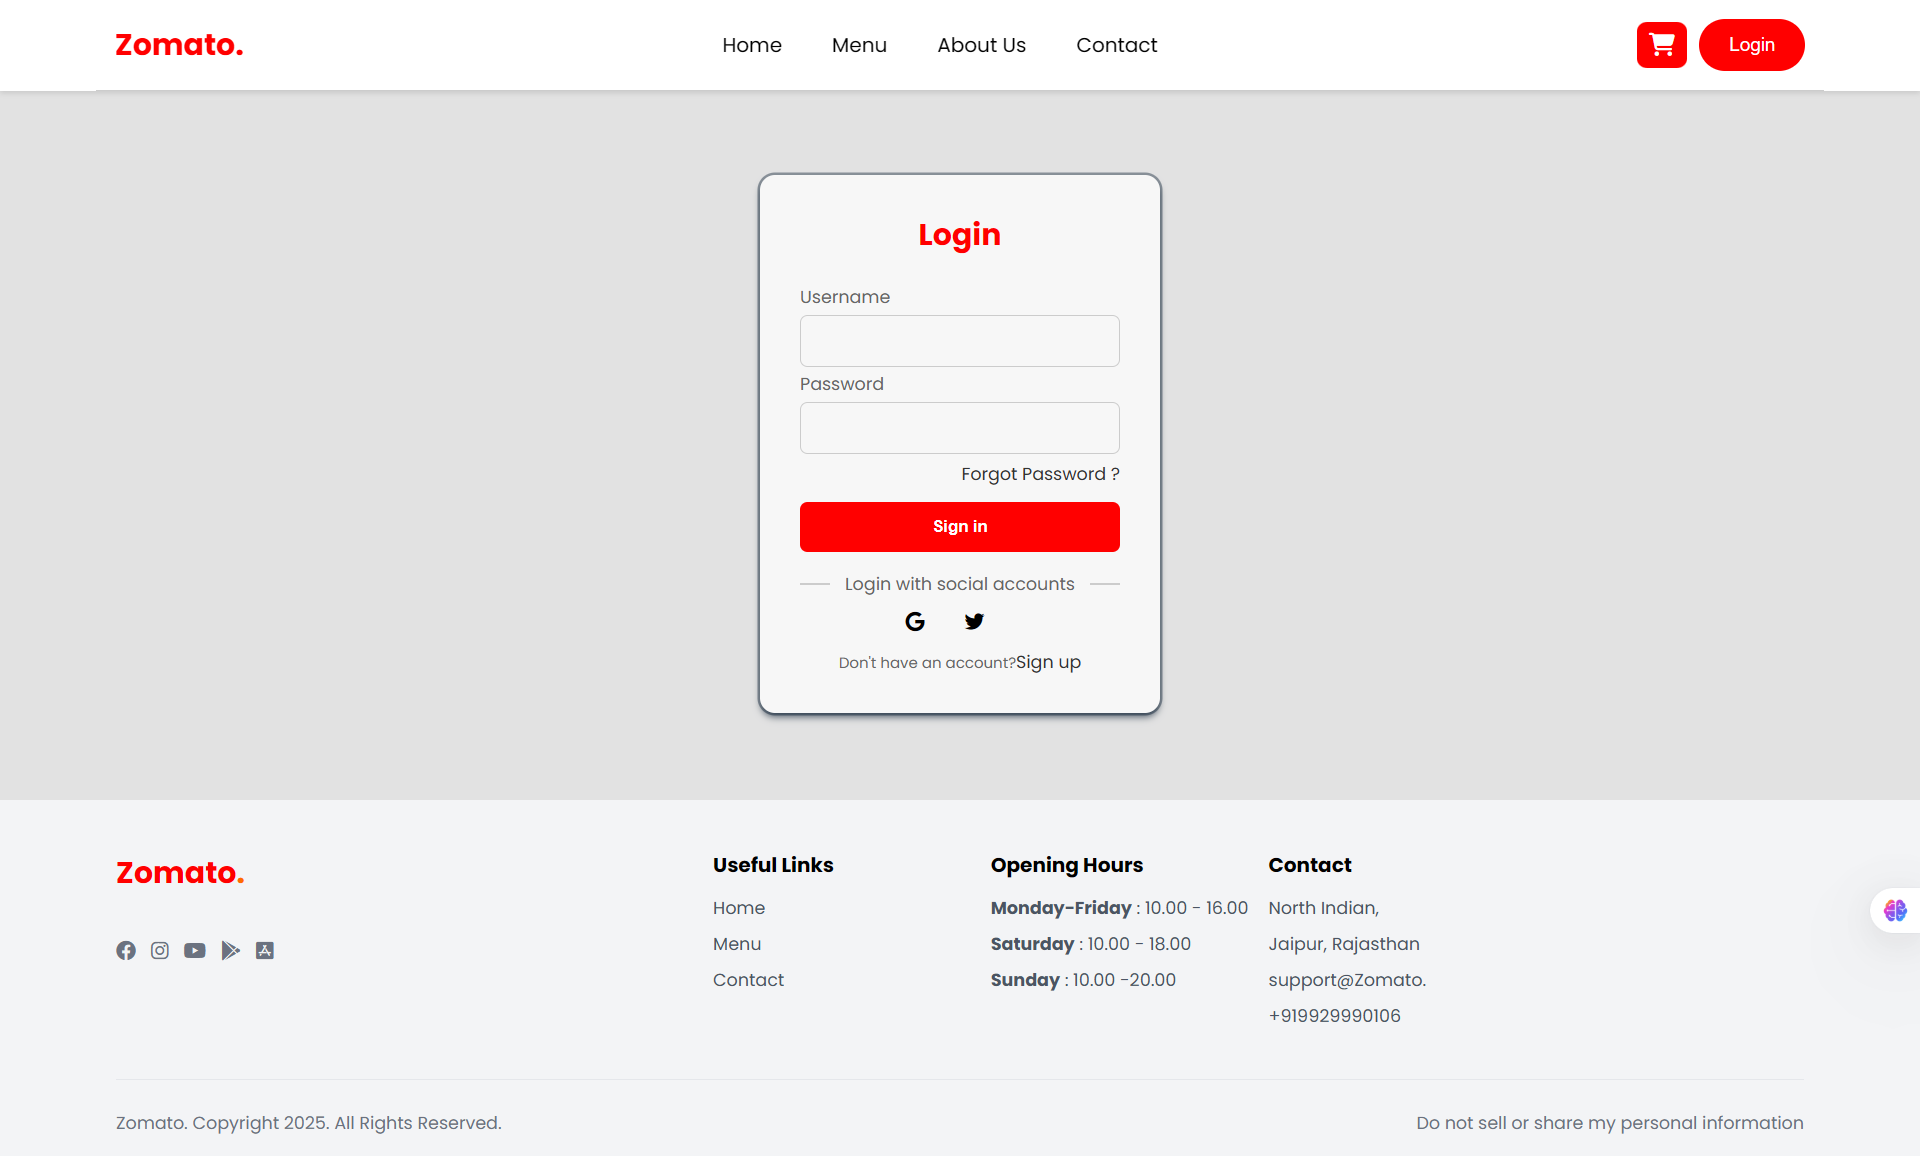 Zomato.
Home
Menu
About Us
Contact
Login
Login
Username
Password
Forgot Password ?
Sign in
Login with social accounts
Don't have an account?Sign up
Zomato.
Useful Links
Home
Menu
Contact
Opening Hours
Monday-Friday : 10.00 - 16.00
Saturday : 10.00 - 18.00
Sunday : 10.00 -20.00
Contact
North Indian,
Jaipur, Rajasthan
support@Zomato.
+919929990106
Zomato. Copyright 2025. All Rights Reserved.
Do not sell or share my personal information